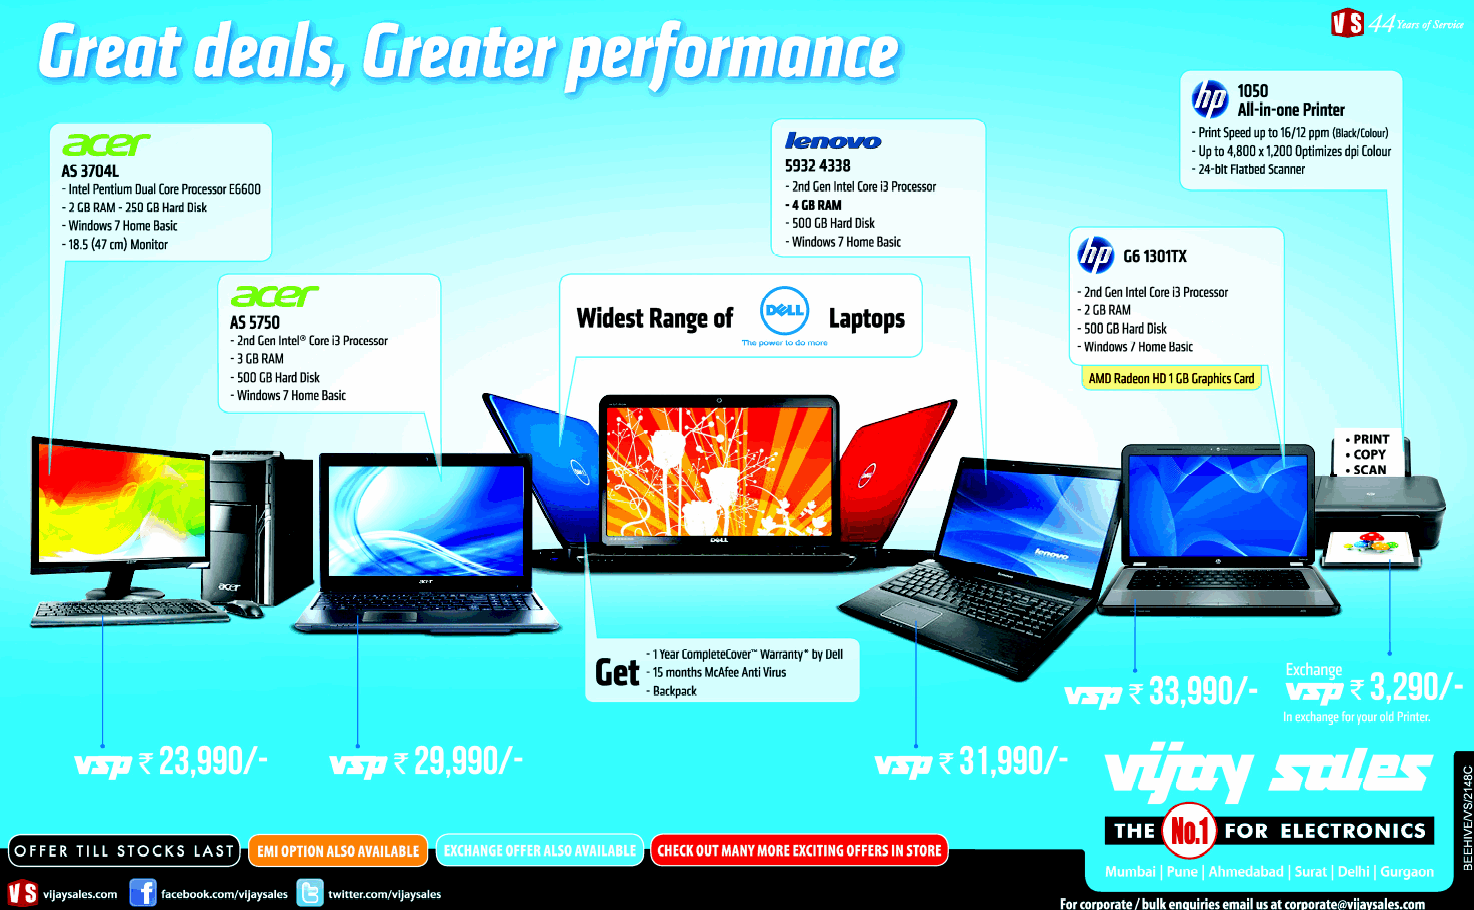 Great deals, Greater performance
VS 44 Years of Service
hp 1050
All-in-one Printer
- Print Speed up to 16/12 ppm (Black/Colour)
- Up to 4,800 x 1,200 Optimizes dpi Colour
- 24-bit Flatbed Scanner
acer
AS 3704L
- Intel Pentium Dual Core Processor E6600
- 2 GB RAM - 250 GB Hard Disk
- Windows 7 Home Basic
- 18.5 (47 cm) Monitor
lenovo
5932 4338
- 2nd Gen Intel Core i3 Processor
- 4 GB RAM
- 500 GB Hard Disk
- Windows 7 Home Basic
hp G6 1301TX
- 2nd Gen Intel Core i3 Processor
- 2 GB RAM
- 500 GB Hard Disk
- Windows 7 Home Basic
AMD Radeon HD 1 GB Graphics Card
acer
AS 5750
- 2nd Gen Intel® Core i3 Processor
- 3 GB RAM
- 500 GB Hard Disk
- Windows 7 Home Basic
Widest Range of DELL Laptops
The power to do more
• PRINT
• COPY
• SCAN
DELL
DELL
DELL
acer
acer
lenovo
Get
- 1 Year CompleteCover™ Warranty* by Dell
- 15 months McAfee Anti Virus
- Backpack
vsp ₹ 33,990/-
Exchange
vsp ₹ 3,290/-
In exchange for your old Printer.
vsp ₹ 23,990/-
vsp ₹ 29,990/-
vsp ₹ 31,990/-
vijay sales
THE No.1 FOR ELECTRONICS
Mumbai | Pune | Ahmedabad | Surat | Delhi | Gurgaon
OFFER TILL STOCKS LAST
EMI OPTION ALSO AVAILABLE
EXCHANGE OFFER ALSO AVAILABLE
CHECK OUT MANY MORE EXCITING OFFERS IN STORE
VS vijaysales.com
f facebook.com/vijaysales
t twitter.com/vijaysales
For corporate / bulk enquiries email us at corporate@vijaysales.com
BEEHIVE/VS/2148C